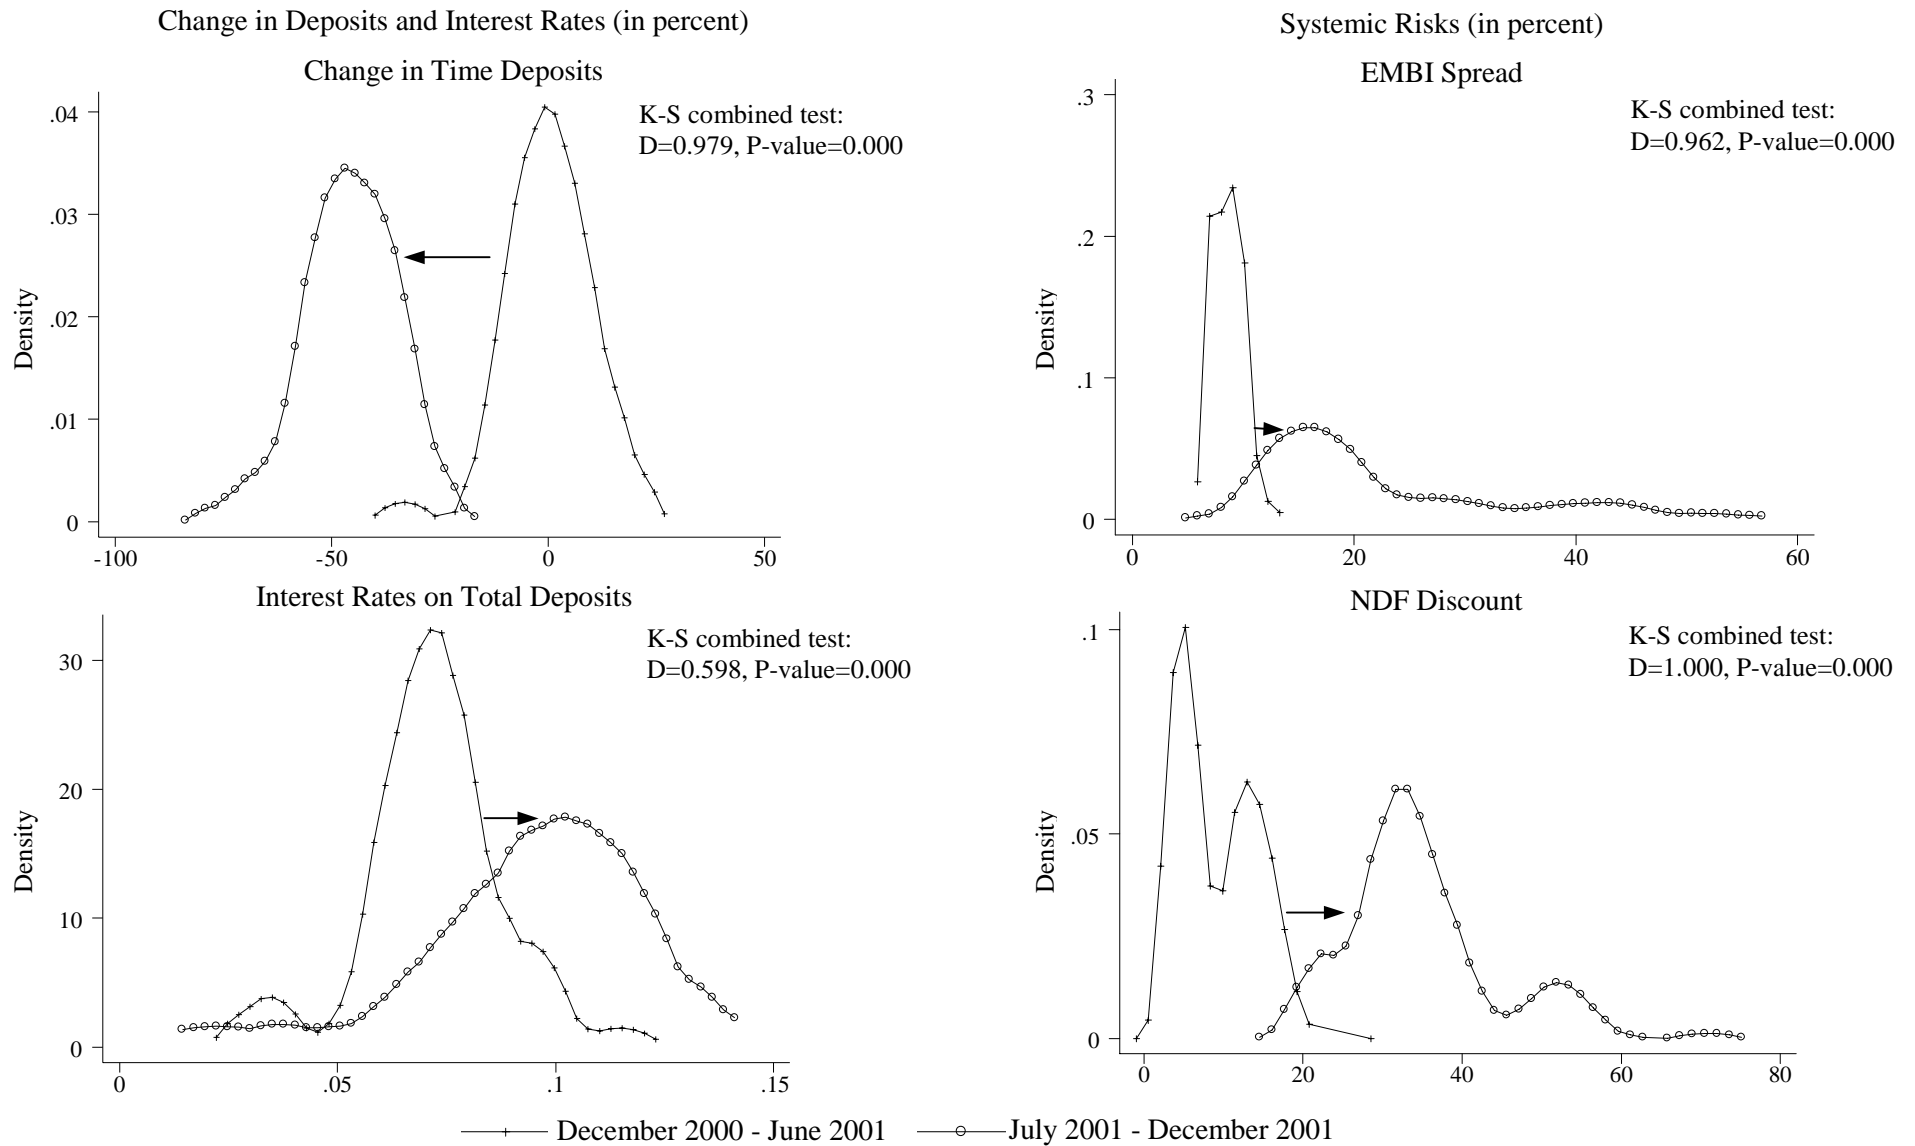 Change in Deposits and Interest Rates (in percent)
Systemic Risks (in percent)
Change in Time Deposits
K-S combined test:
D=0.979, P-value=0.000
Density
.04
.03
.02
.01
0
-100
-50
0
50
EMBI Spread
K-S combined test:
D=0.962, P-value=0.000
Density
.3
.2
.1
0
0
20
40
60
Interest Rates on Total Deposits
K-S combined test:
D=0.598, P-value=0.000
Density
30
20
10
0
0
.05
.1
.15
NDF Discount
K-S combined test:
D=1.000, P-value=0.000
Density
.1
.05
0
0
20
40
60
80
December 2000 - June 2001
July 2001 - December 2001